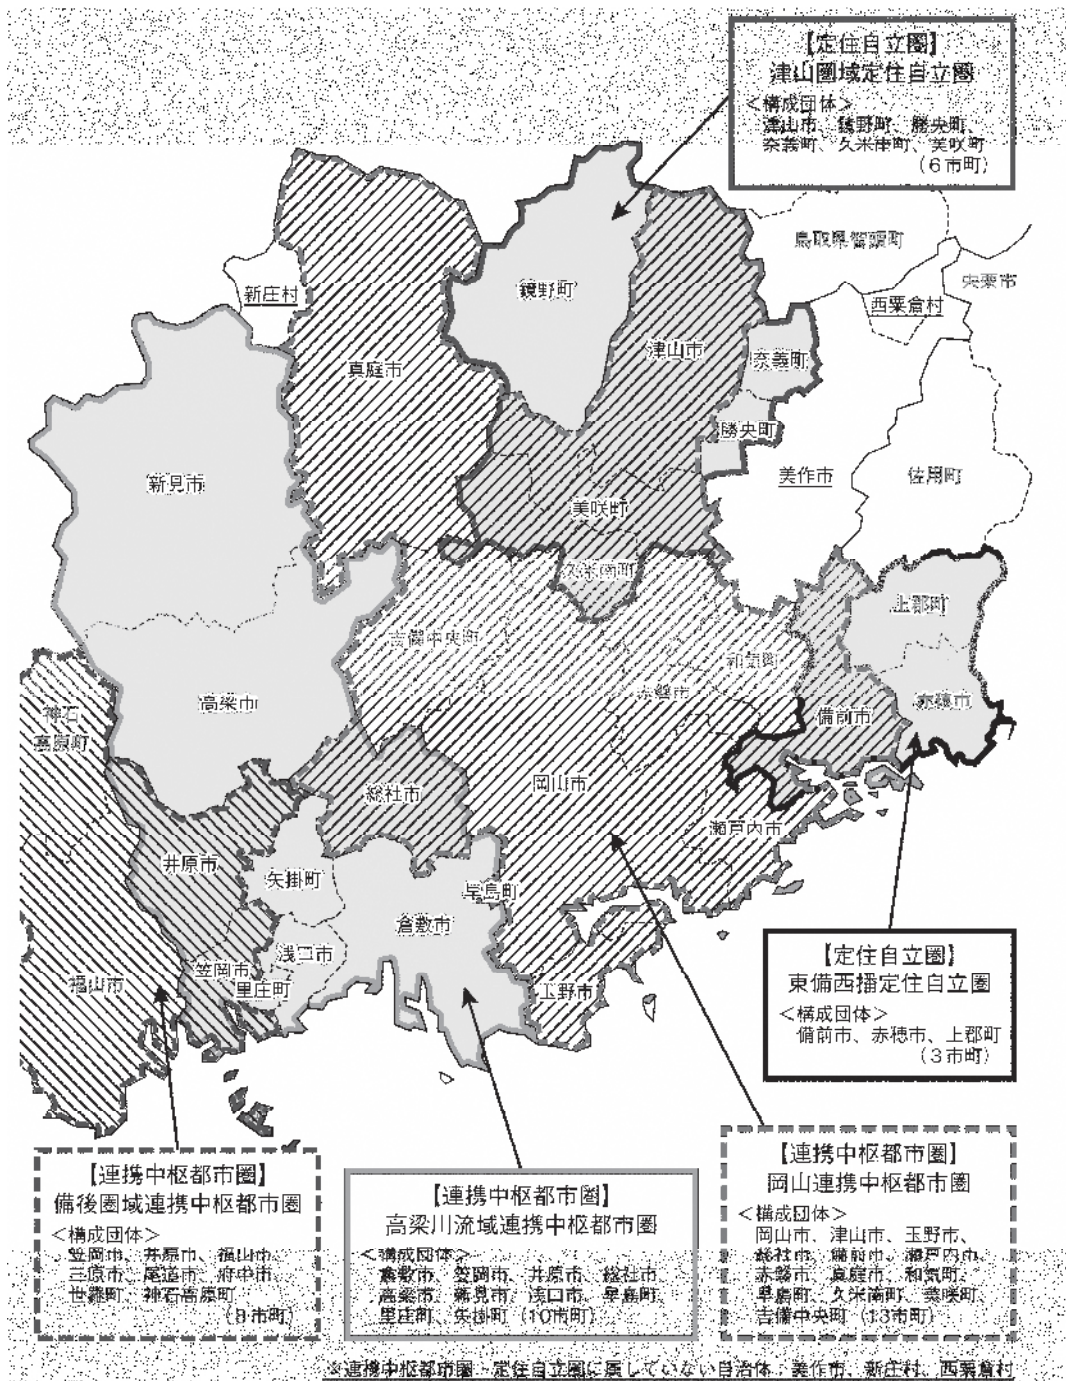 【定住自立圏】
津山圏域定住自立圏
＜構成団体＞
津山市、鏡野町、勝央町、
奈義町、久米南町、美咲町
（６市町）
鳥取県智頭町
宍粟市
西粟倉村
新庄村
鏡野町
津山市
奈義町
真庭市
勝央町
新見市
美作市
佐用町
美咲町
久米南町
上郡町
吉備中央町
和気町
赤磐市
高梁市
備前市
赤穂市
神石
高原町
総社市
岡山市
瀬戸内市
井原市
矢掛町
早島町
倉敷市
浅口市
笠岡市
里庄町
福山市
玉野市
【定住自立圏】
東備西播定住自立圏
＜構成団体＞
備前市、赤穂市、上郡町
（３市町）
【連携中枢都市圏】
備後圏域連携中枢都市圏
＜構成団体＞
笠岡市、井原市、福山市、
三原市、尾道市、府中市、
世羅町、神石高原町
（８市町）
【連携中枢都市圏】
高梁川流域連携中枢都市圏
＜構成団体＞
倉敷市、笠岡市、井原市、総社市、
高梁市、新見市、浅口市、早島町、
里庄町、矢掛町（10市町）
【連携中枢都市圏】
岡山連携中枢都市圏
＜構成団体＞
岡山市、津山市、玉野市、
総社市、備前市、瀬戸内市、
赤磐市、真庭市、和気町、
早島町、久米南町、美咲町、
吉備中央町（13市町）
※連携中枢都市圏・定住自立圏に属していない自治体：美作市、新庄村、西粟倉村